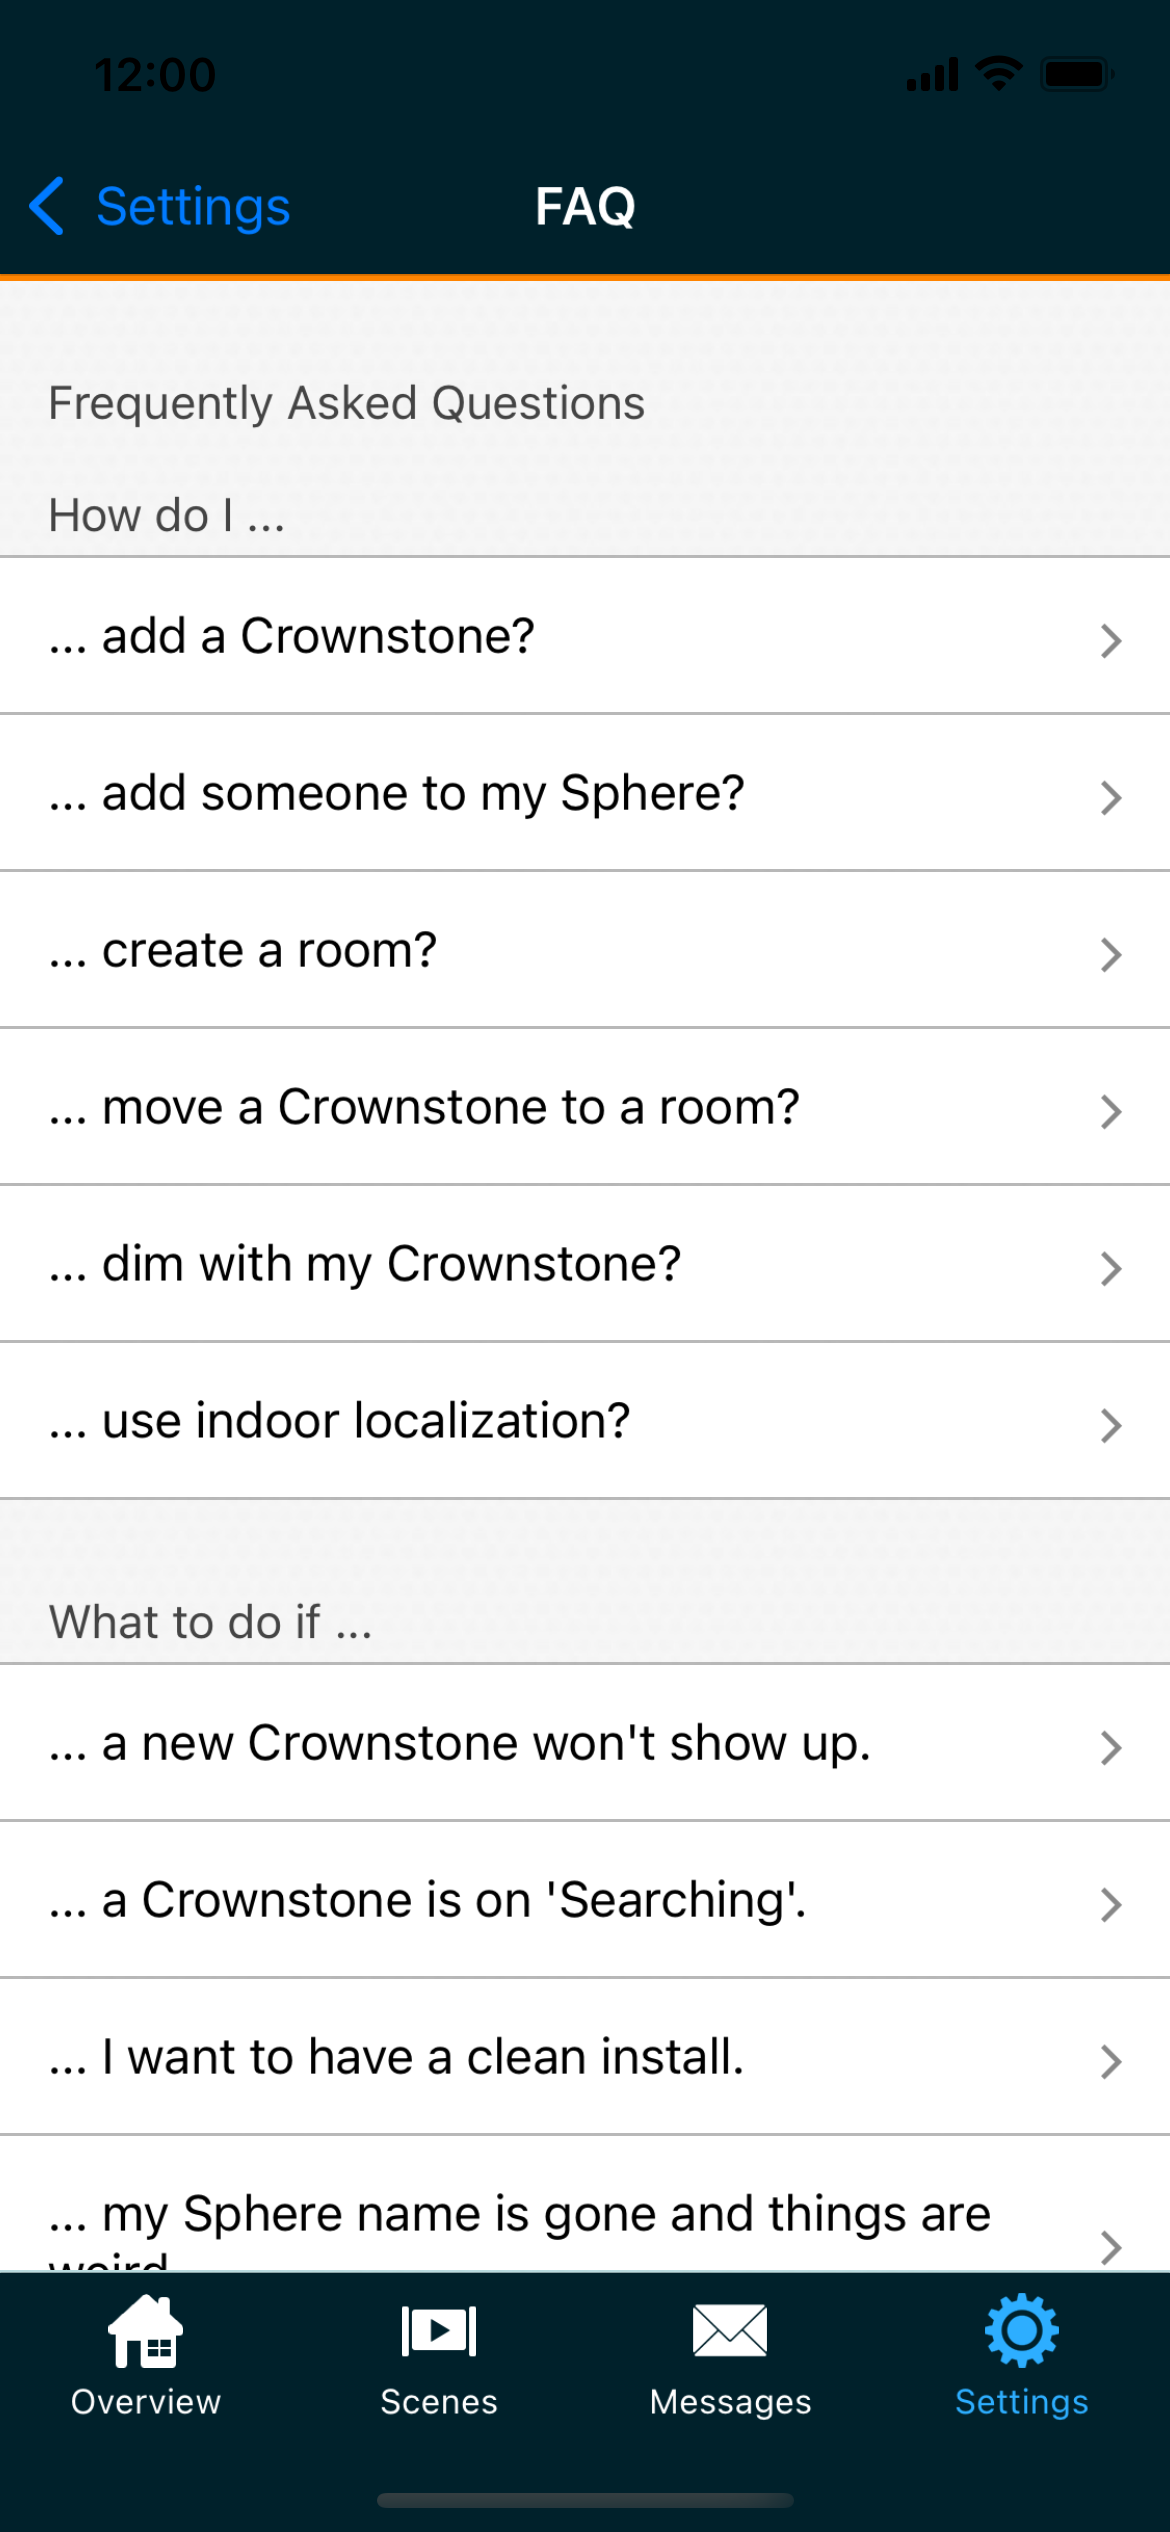 12:00
Settings
FAQ
Frequently Asked Questions
How do I ...
... add a Crownstone?
... add someone to my Sphere?
... create a room?
... move a Crownstone to a room?
... dim with my Crownstone?
... use indoor localization?
What to do if ...
... a new Crownstone won't show up.
... a Crownstone is on 'Searching'.
... I want to have a clean install.
... my Sphere name is gone and things are
weird
Overview
Scenes
Messages
Settings